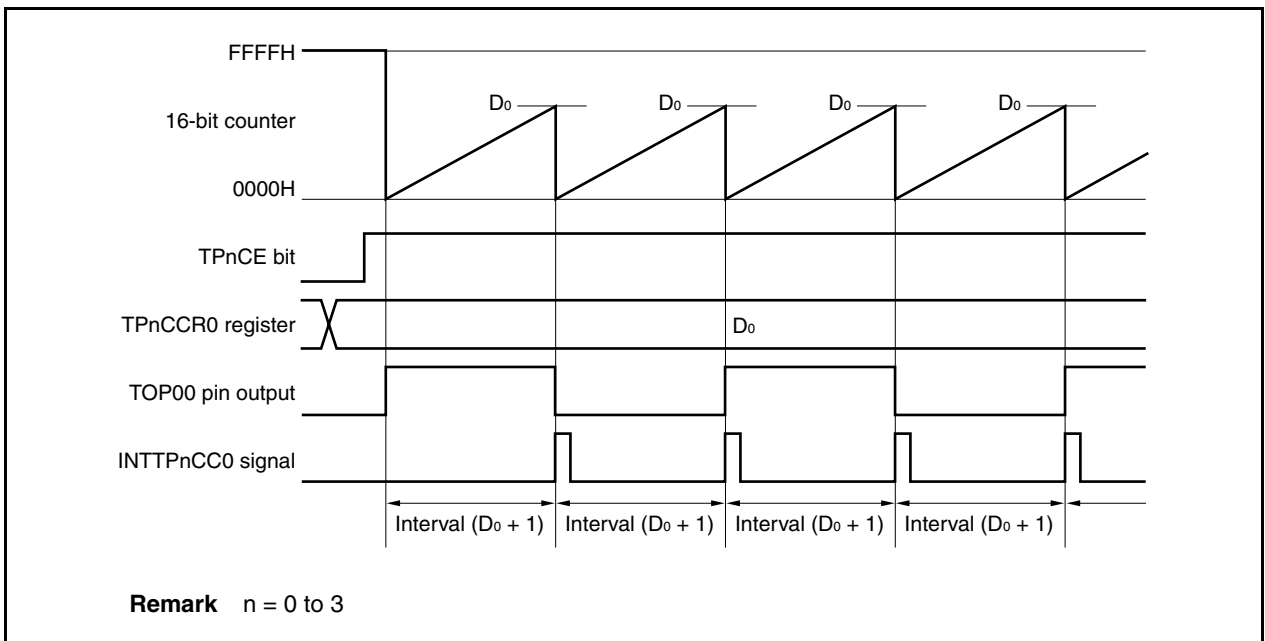 FFFFH
D₀ D₀ D₀ D₀
16-bit counter
0000H
TPnCE bit
TPnCCR0 register D₀
TOP00 pin output
INTTPnCC0 signal
Interval (D₀ + 1) Interval (D₀ + 1) Interval (D₀ + 1) Interval (D₀ + 1)
Remark n = 0 to 3